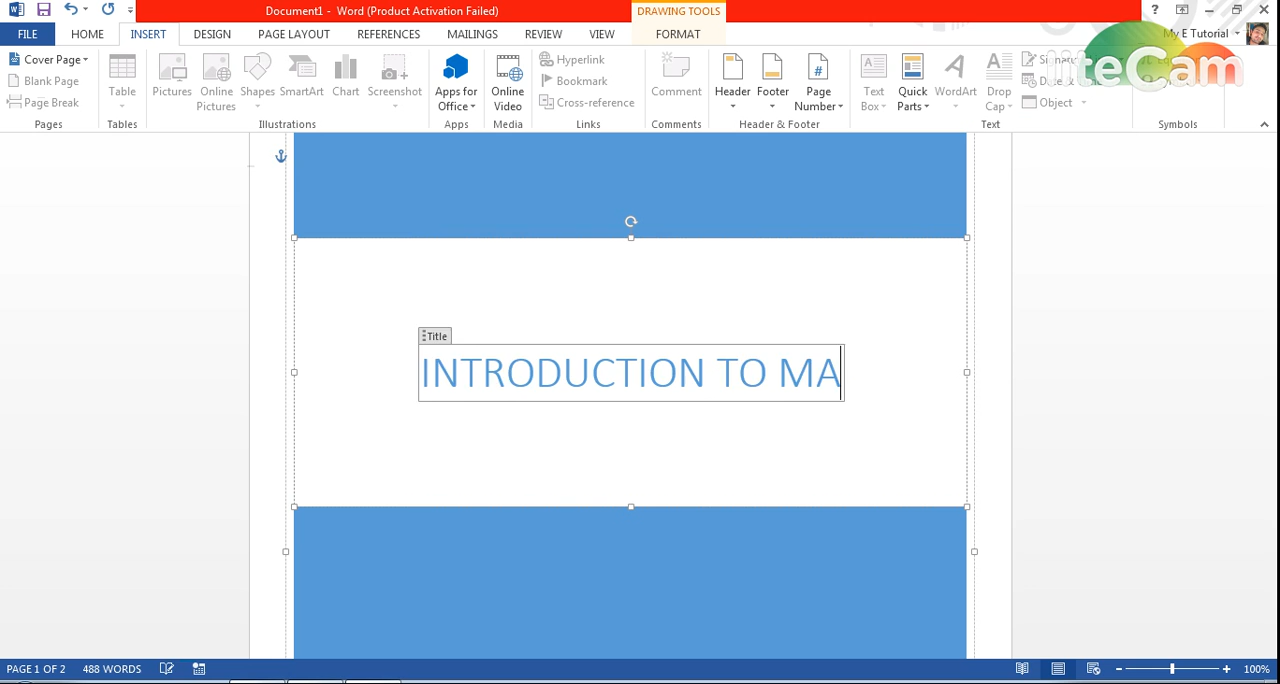 Document1 - Word (Product Activation Failed)
DRAWING TOOLS
?
FILE
HOME
INSERT
DESIGN
PAGE LAYOUT
REFERENCES
MAILINGS
REVIEW
VIEW
FORMAT
My E Tutorial
Cover Page
Blank Page
Page Break
Pages
Table
Tables
Pictures
Online Pictures
Shapes
SmartArt
Chart
Screenshot
Illustrations
Apps for Office
Apps
Online Video
Media
Hyperlink
Bookmark
Cross-reference
Links
Comment
Comments
Header
Footer
Page Number
Header & Footer
Text Box
Quick Parts
WordArt
Drop Cap
Object
Text
Symbols
liteCam
Title
INTRODUCTION TO MA
PAGE 1 OF 2
488 WORDS
100%